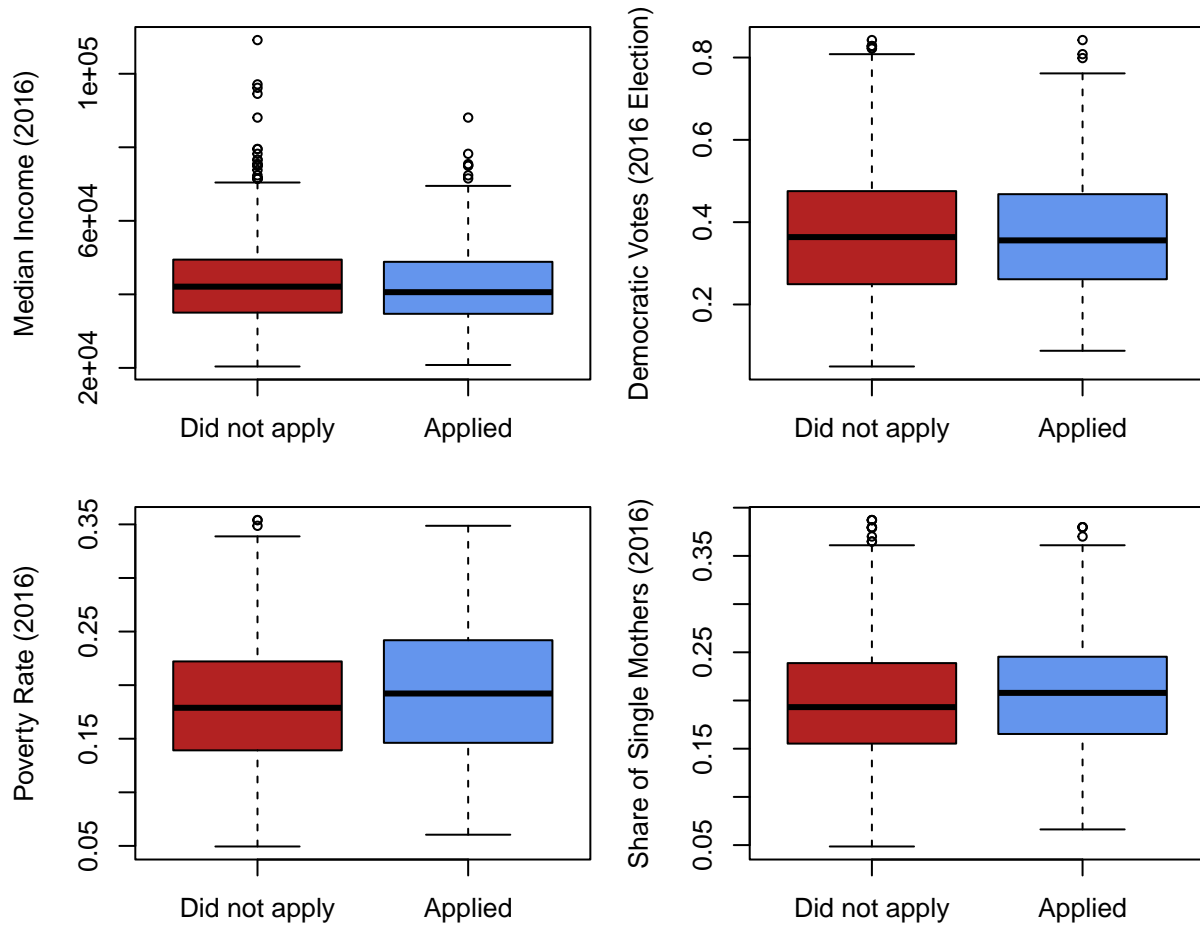 Median Income (2016)
1e+05
6e+04
2e+04
Did not apply
Applied
Democratic Votes (2016 Election)
0.8
0.6
0.4
0.2
Did not apply
Applied
Poverty Rate (2016)
0.35
0.25
0.15
0.05
Did not apply
Applied
Share of Single Mothers (2016)
0.35
0.25
0.15
0.05
Did not apply
Applied